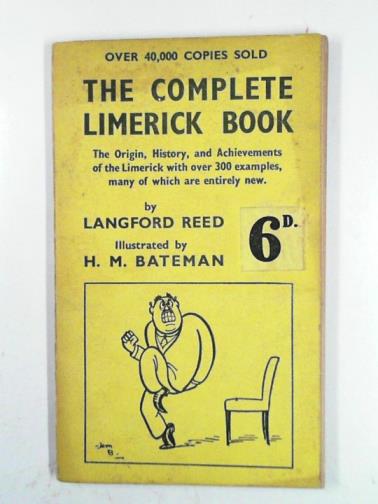 OVER 40,000 COPIES SOLD
THE COMPLETE
LIMERICK BOOK
The Origin, History, and Achievements
of the Limerick with over 300 examples,
many of which are entirely new.
by
LANGFORD REED
Illustrated by
H. M. BATEMAN
6D.